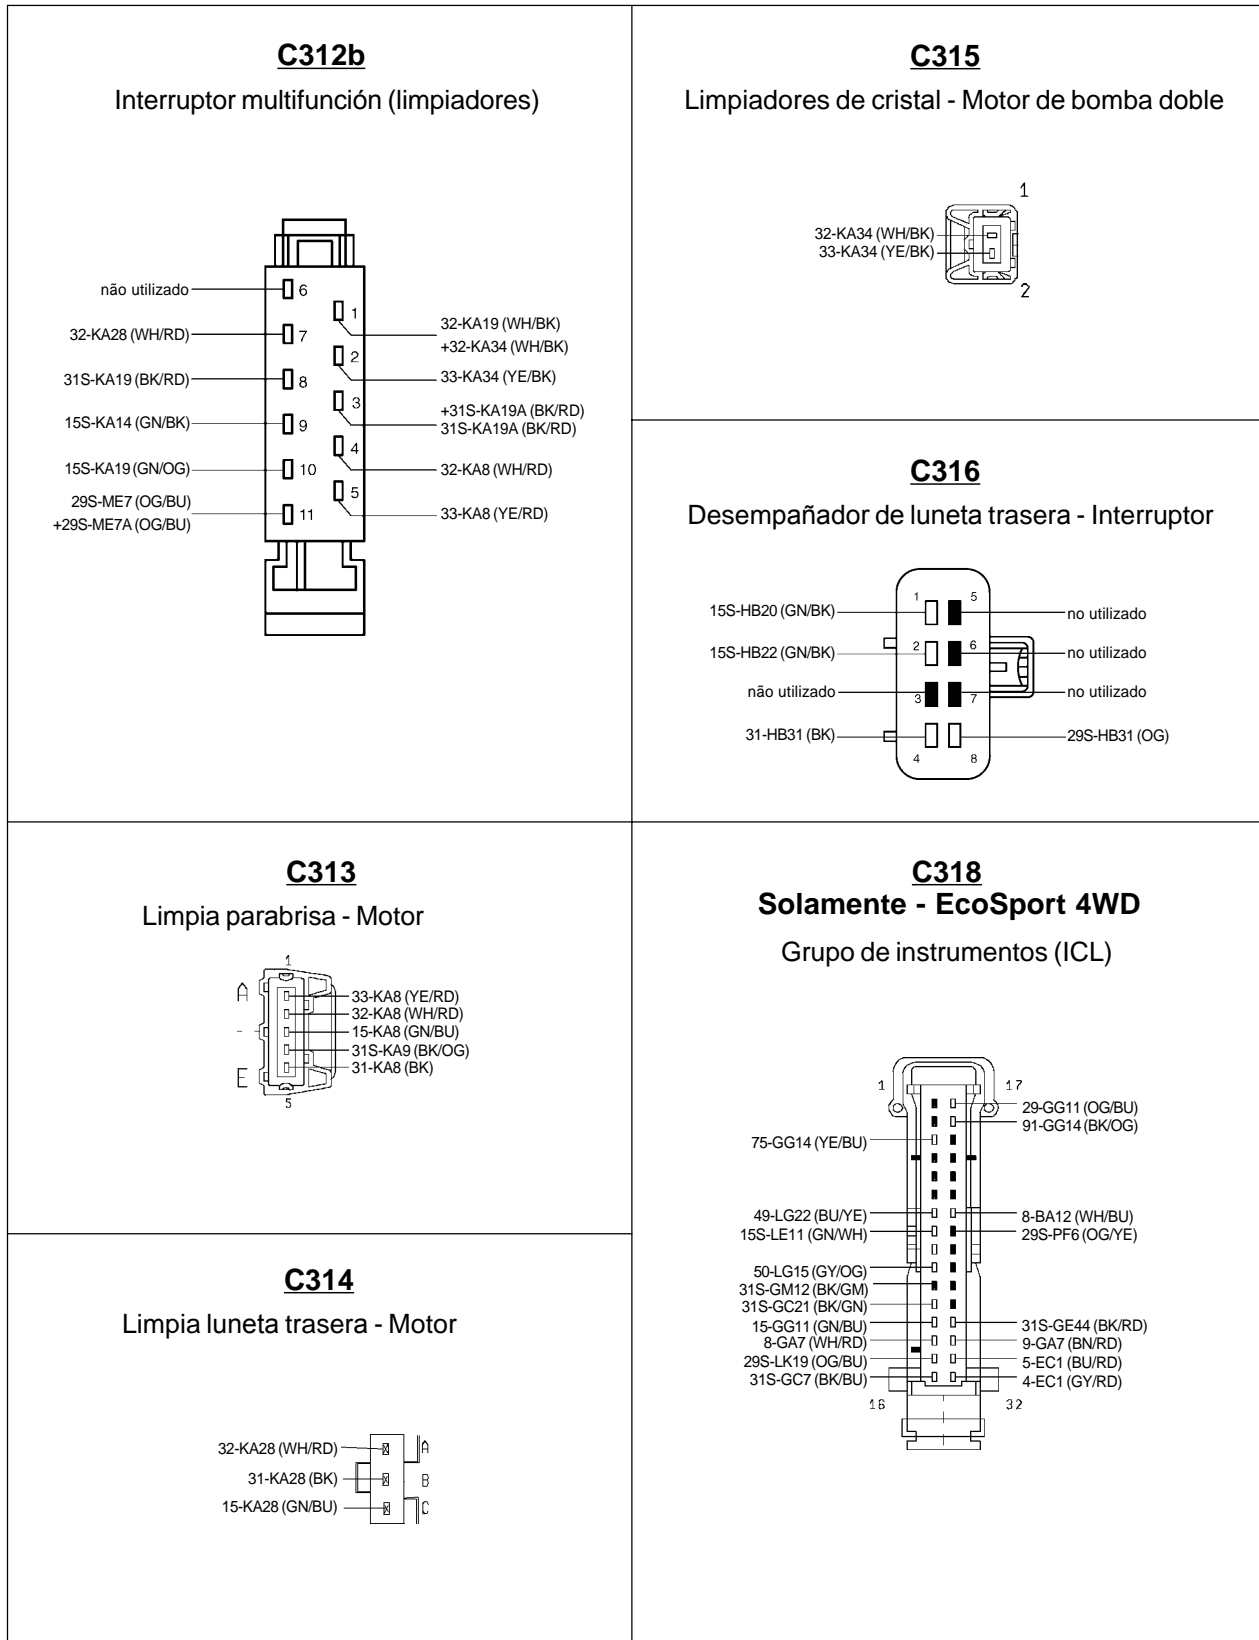 C312b
Interruptor multifunción (limpiadores)
não utilizado
6
1
32-KA19 (WH/BK)
+32-KA34 (WH/BK)
32-KA28 (WH/RD)
7
2
33-KA34 (YE/BK)
31S-KA19 (BK/RD)
8
3
+31S-KA19A (BK/RD)
31S-KA19A (BK/RD)
15S-KA14 (GN/BK)
9
4
32-KA8 (WH/RD)
15S-KA19 (GN/OG)
10
5
33-KA8 (YE/RD)
29S-ME7 (OG/BU)
+29S-ME7A (OG/BU)
11
C315
Limpiadores de cristal - Motor de bomba doble
1
32-KA34 (WH/BK)
33-KA34 (YE/BK)
2
C316
Desempañador de luneta trasera - Interruptor
15S-HB20 (GN/BK)
1
5
no utilizado
15S-HB22 (GN/BK)
2
6
no utilizado
não utilizado
3
7
no utilizado
31-HB31 (BK)
29S-HB31 (OG)
4
8
C313
Limpia parabrisa - Motor
1
A
33-KA8 (YE/RD)
32-KA8 (WH/RD)
15-KA8 (GN/BU)
31S-KA9 (BK/OG)
E
31-KA8 (BK)
5
C314
Limpia luneta trasera - Motor
32-KA28 (WH/RD)
A
31-KA28 (BK)
B
15-KA28 (GN/BU)
C
C318
Solamente - EcoSport 4WD
Grupo de instrumentos (ICL)
1
17
29-GG11 (OG/BU)
91-GG14 (BK/OG)
75-GG14 (YE/BU)
49-LG22 (BU/YE)
8-BA12 (WH/BU)
15S-LE11 (GN/WH)
29S-PF6 (OG/YE)
50-LG15 (GY/OG)
31S-GM12 (BK/GM)
31S-GC21 (BK/GN)
15-GG11 (GN/BU)
31S-GE44 (BK/RD)
8-GA7 (WH/RD)
9-GA7 (BN/RD)
29S-LK19 (OG/BU)
5-EC1 (BU/RD)
31S-GC7 (BK/BU)
4-EC1 (GY/RD)
16
32